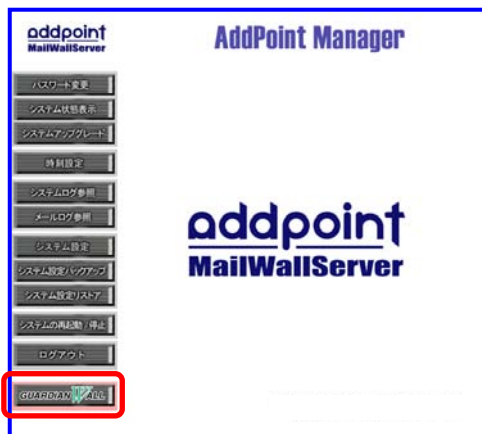 addpoint
MailWallServer
AddPoint Manager
パスワード変更
システム状態表示
システムアップグレード
時刻設定
システムログ参照
メールログ参照
システム設定
システム設定バックアップ
システム設定リストア
システムの再起動/停止
ログアウト
GUARDIAN WALL
addpoint
MailWallServer